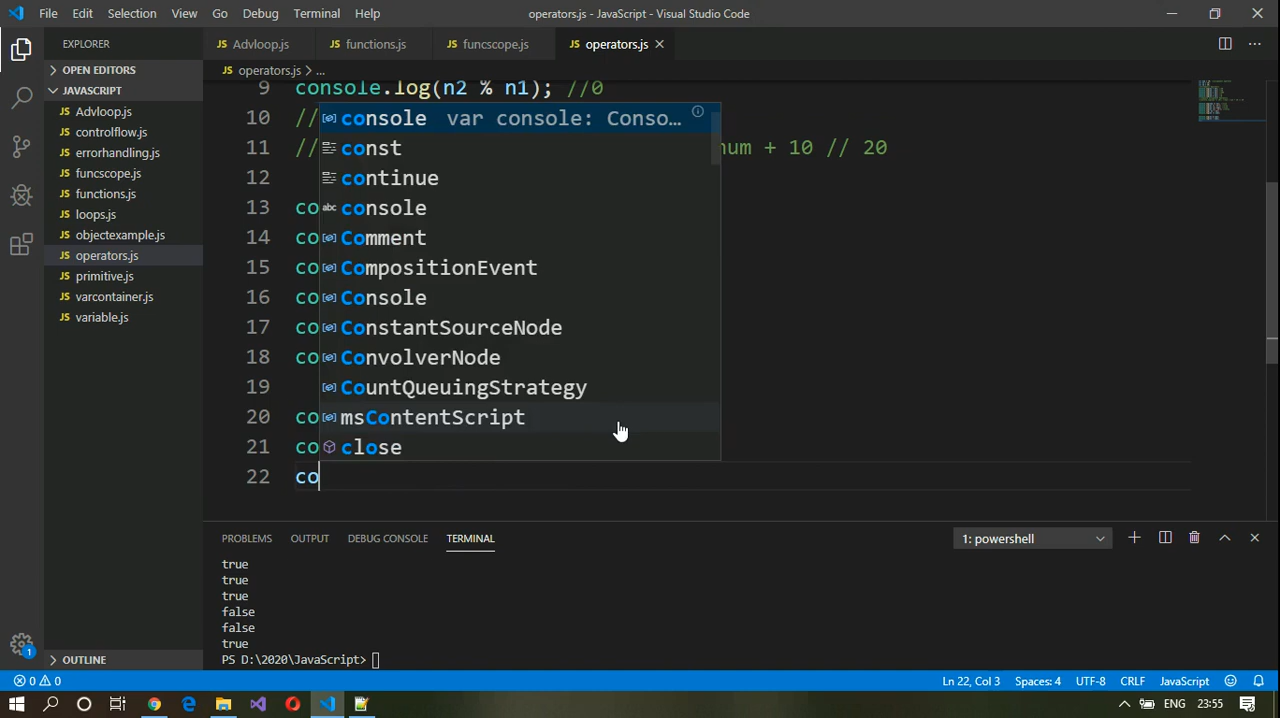 File Edit Selection View Go Debug Terminal Help
operators.js - JavaScript - Visual Studio Code
EXPLORER
Advloop.js functions.js funcscope.js operators.js
OPEN EDITORS
operators.js > ...
JAVASCRIPT
Advloop.js
controlflow.js
errorhandling.js
funcscope.js
functions.js
loops.js
objectexample.js
operators.js
primitive.js
varcontainer.js
variable.js
OUTLINE
9 console.log(n2 % n1); //0
10 //
11 // num + 10 // 20
12
13 co
14 co
15 co
16 co
17 co
18 co
19
20 co
21 co
22 co
console var console: Conso...
const
continue
abc console
Comment
CompositionEvent
Console
ConstantSourceNode
ConvolverNode
CountQueuingStrategy
msContentScript
close
PROBLEMS OUTPUT DEBUG CONSOLE TERMINAL
1: powershell
true
true
true
false
false
true
PS D:\2020\JavaScript>
1
0 0
Ln 22, Col 3 Spaces: 4 UTF-8 CRLF JavaScript
ENG 23:55